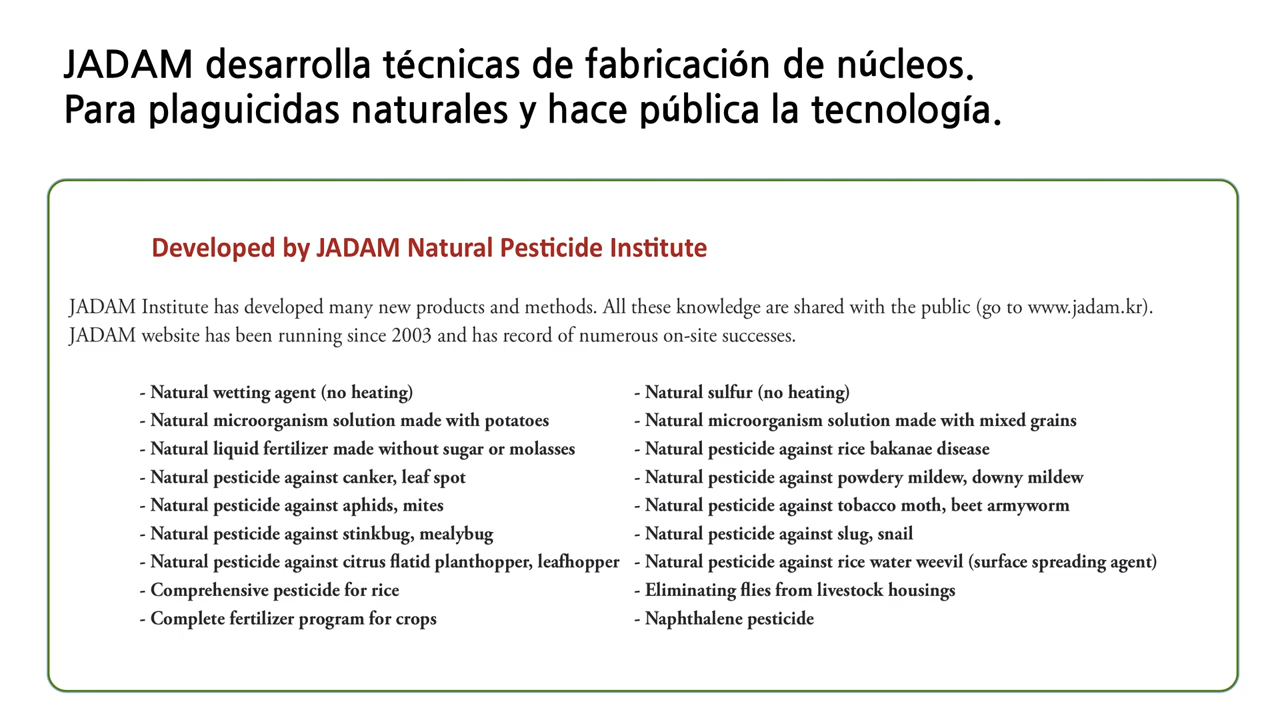 JADAM desarrolla técnicas de fabricación de núcleos.
Para plaguicidas naturales y hace pública la tecnología.
Developed by JADAM Natural Pesticide Institute
JADAM Institute has developed many new products and methods. All these knowledge are shared with the public (go to www.jadam.kr).
JADAM website has been running since 2003 and has record of numerous on-site successes.
- Natural wetting agent (no heating)
- Natural microorganism solution made with potatoes
- Natural liquid fertilizer made without sugar or molasses
- Natural pesticide against canker, leaf spot
- Natural pesticide against aphids, mites
- Natural pesticide against stinkbug, mealybug
- Natural pesticide against citrus flatid planthopper, leafhopper
- Comprehensive pesticide for rice
- Complete fertilizer program for crops
- Natural sulfur (no heating)
- Natural microorganism solution made with mixed grains
- Natural pesticide against rice bakanae disease
- Natural pesticide against powdery mildew, downy mildew
- Natural pesticide against tobacco moth, beet armyworm
- Natural pesticide against slug, snail
- Natural pesticide against rice water weevil (surface spreading agent)
- Eliminating flies from livestock housings
- Naphthalene pesticide